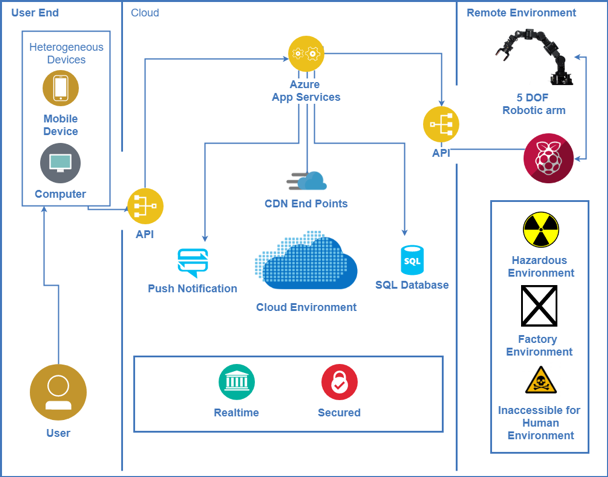 User End
Cloud
Remote Environment
Heterogeneous
Devices
Mobile
Device
Computer
API
User
Azure
App Services
CDN End Points
Push Notification
Cloud Environment
SQL
SQL Database
Realtime
Secured
API
5 DOF
Robotic arm
Hazardous
Environment
Factory
Environment
Inaccessible for
Human
Environment